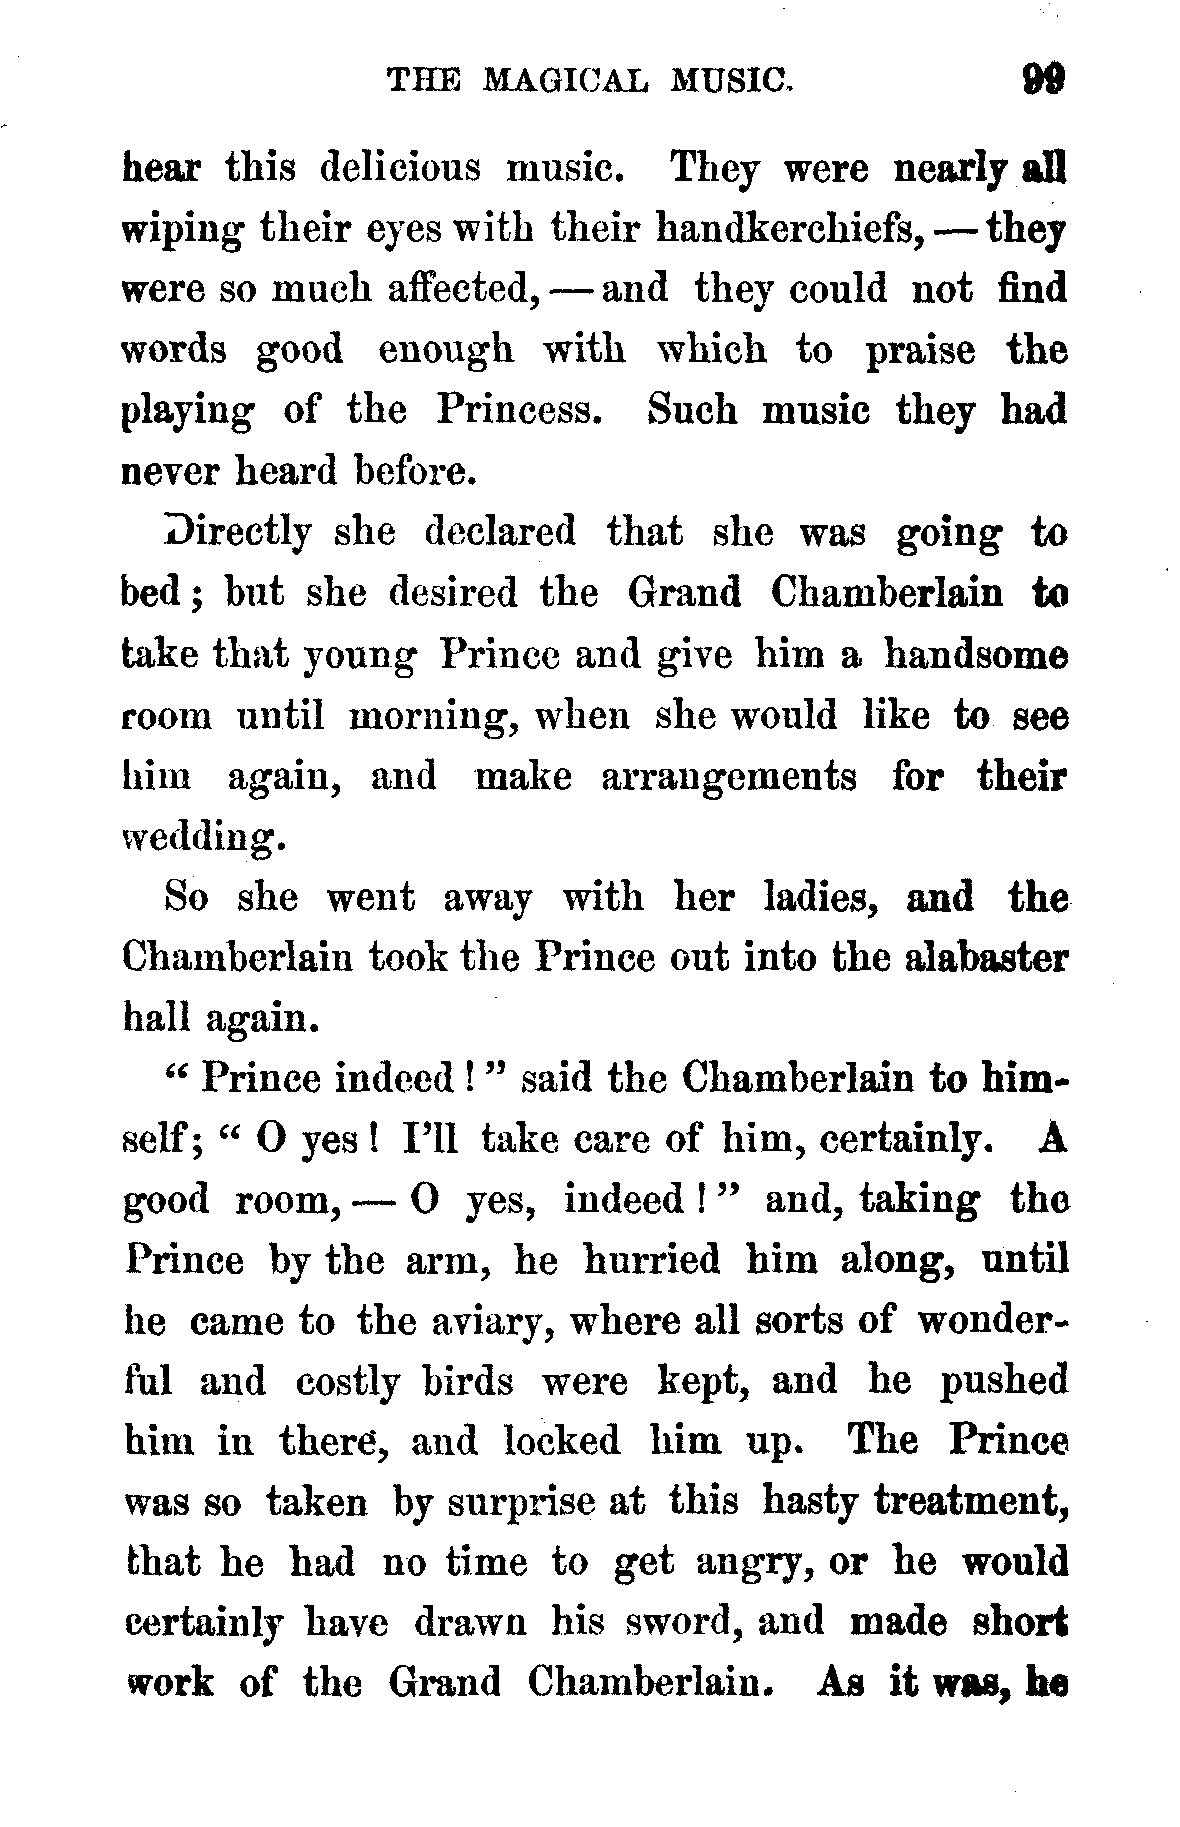 THE MAGICAL MUSIC. 99
hear this delicious music. They were nearly all
wiping their eyes with their handkerchiefs, — they
were so much affected, — and they could not find
words good enough with which to praise the
playing of the Princess. Such music they had
never heard before.
Directly she declared that she was going to
bed; but she desired the Grand Chamberlain to
take that young Prince and give him a handsome
room until morning, when she would like to see
him again, and make arrangements for their
wedding.
So she went away with her ladies, and the
Chamberlain took the Prince out into the alabaster
hall again.
“ Prince indeed ! ” said the Chamberlain to him-
self; “ O yes ! I’ll take care of him, certainly. A
good room, — O yes, indeed ! ” and, taking the
Prince by the arm, he hurried him along, until
he came to the aviary, where all sorts of wonder-
ful and costly birds were kept, and he pushed
him in there, and locked him up. The Prince
was so taken by surprise at this hasty treatment,
that he had no time to get angry, or he would
certainly have drawn his sword, and made short
work of the Grand Chamberlain. As it was, he